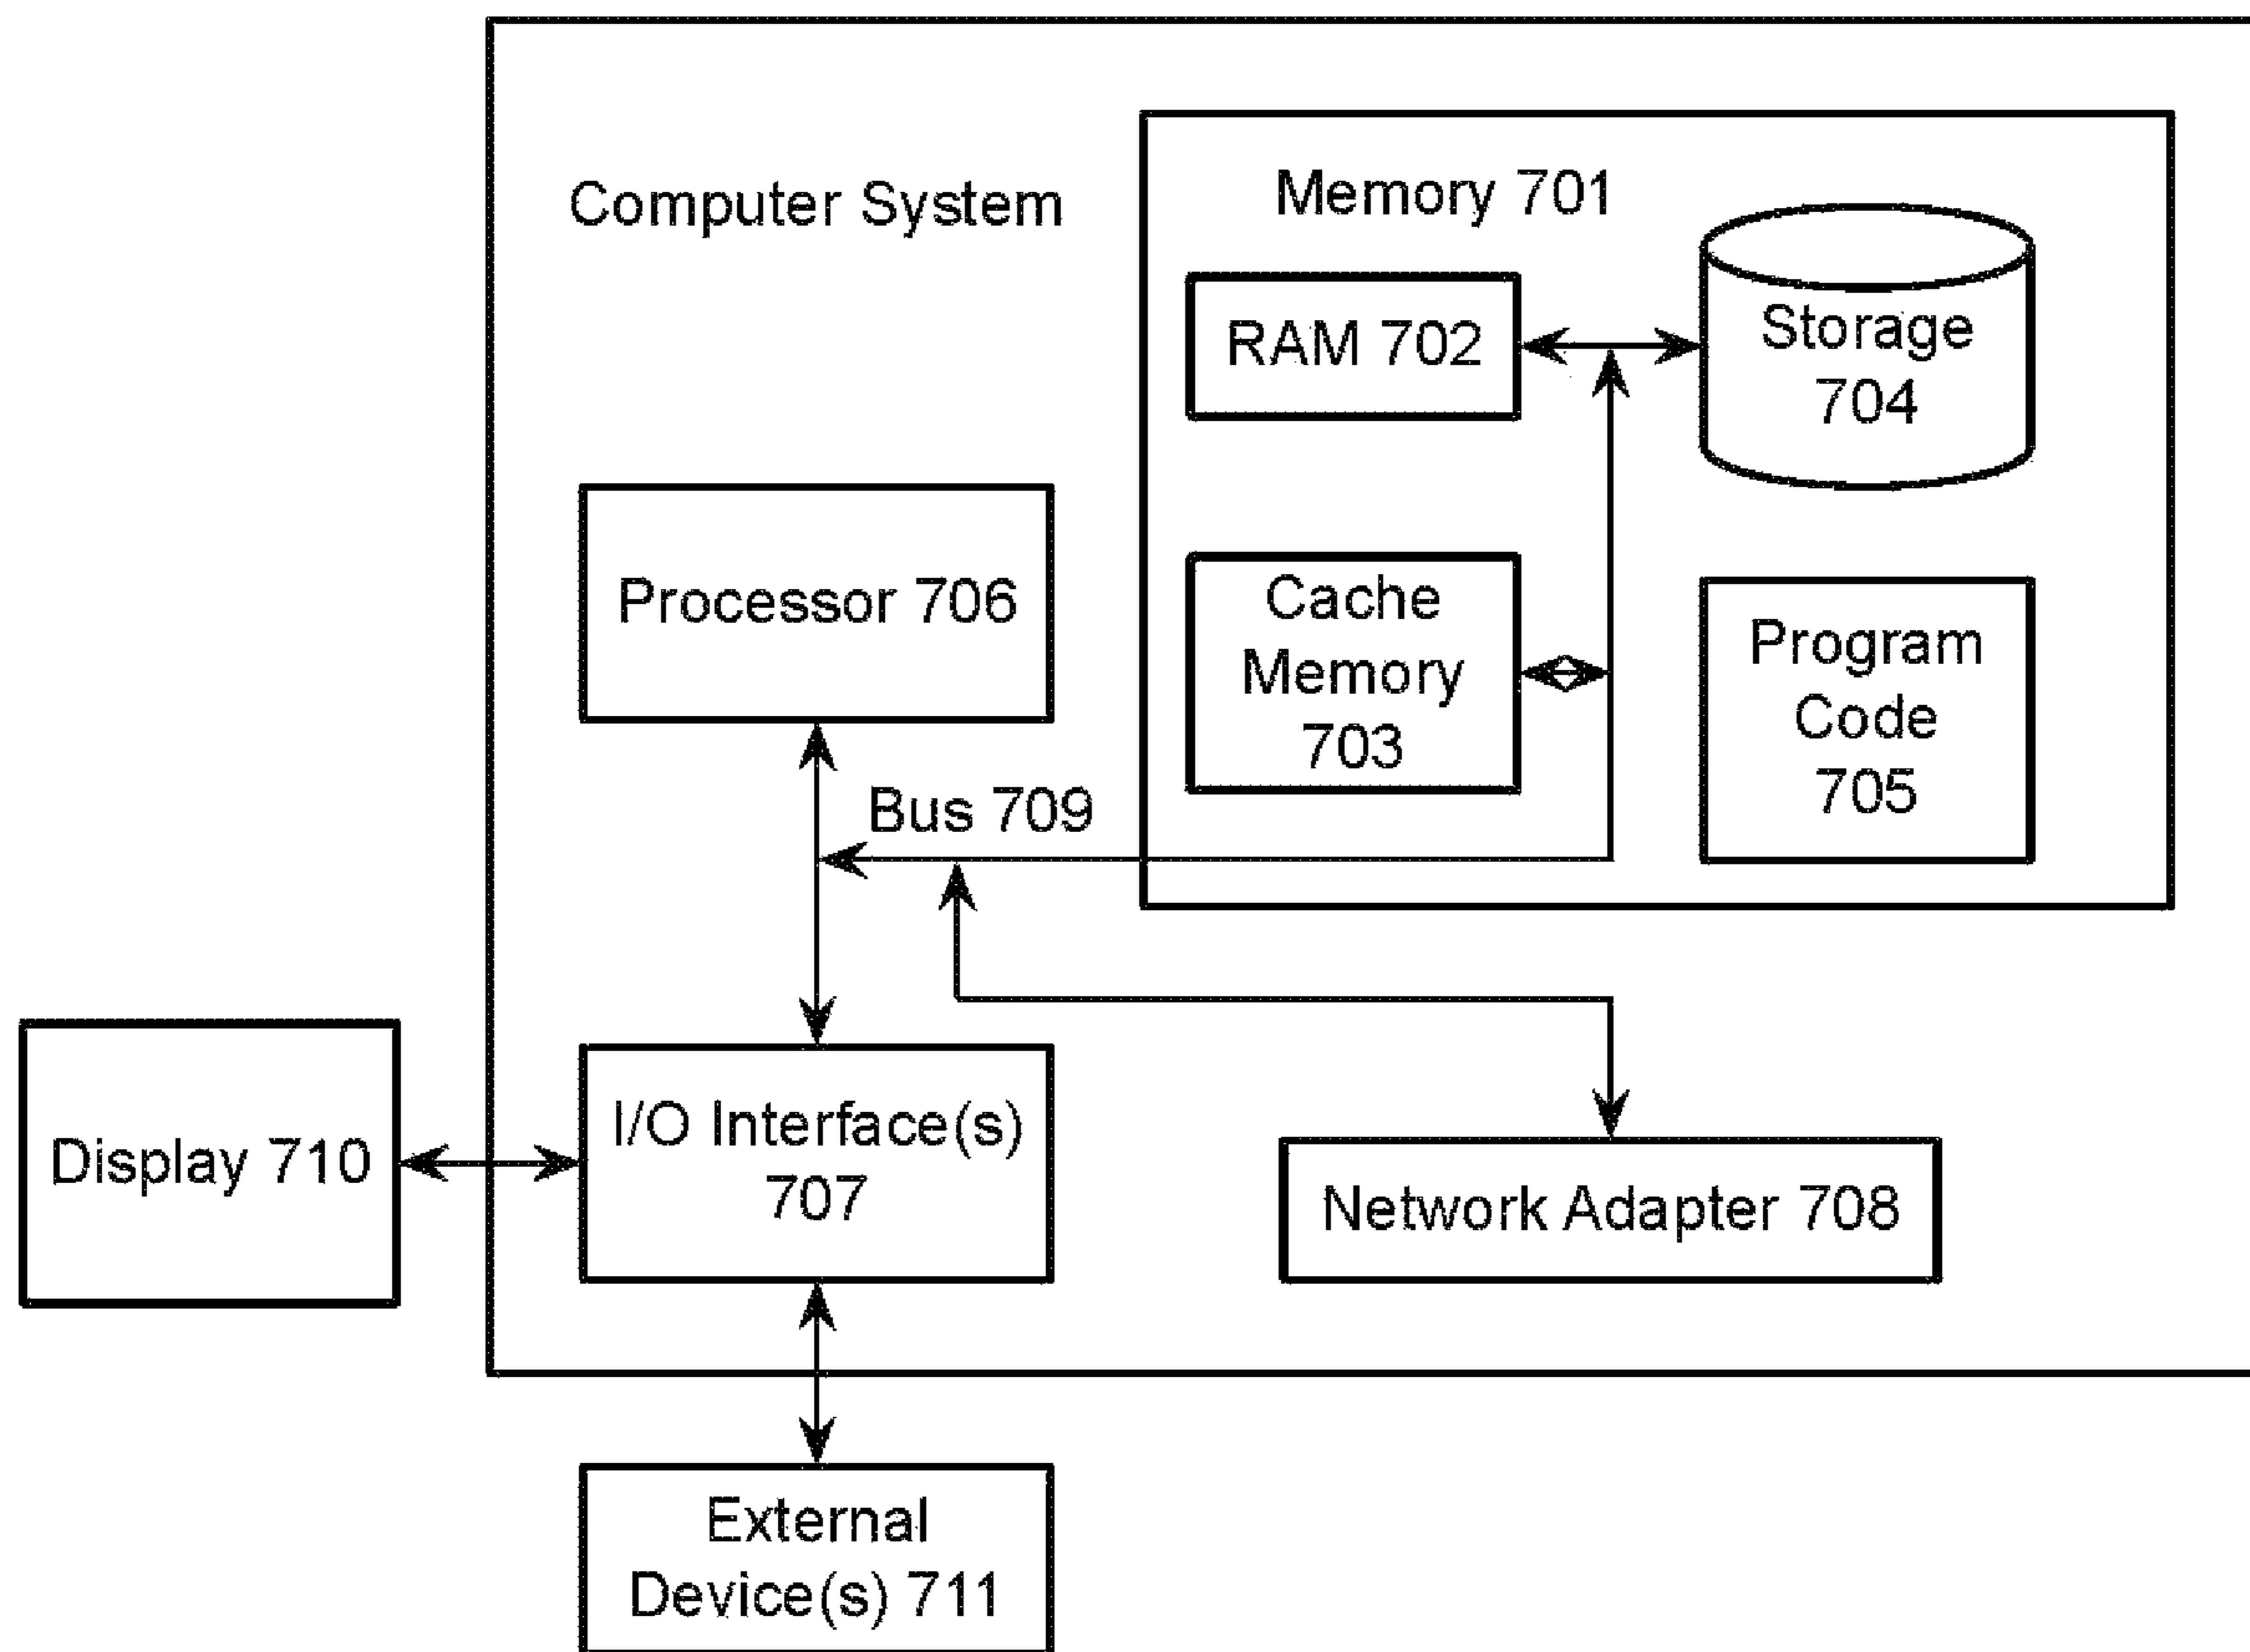 Computer System
Memory 701
RAM 702
Storage
704
Processor 706
Cache
Memory
703
Program
Code
705
Bus 709
Display 710
I/O Interface(s)
707
Network Adapter 708
External
Device(s) 711